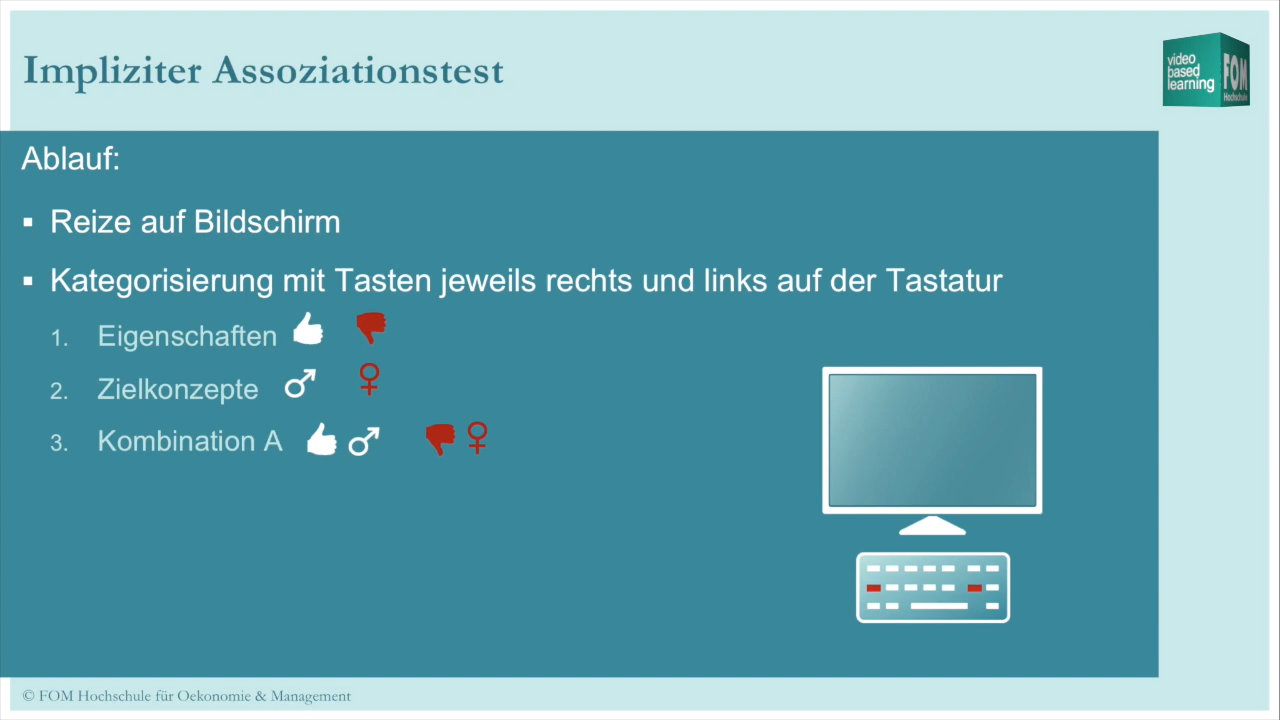 Impliziter Assoziationstest
video
based
learning
FOM
Hochschule
Ablauf:
▪ Reize auf Bildschirm
▪ Kategorisierung mit Tasten jeweils rechts und links auf der Tastatur
1. Eigenschaften
2. Zielkonzepte ♂ ♀
3. Kombination A ♂ ♀
© FOM Hochschule für Oekonomie & Management